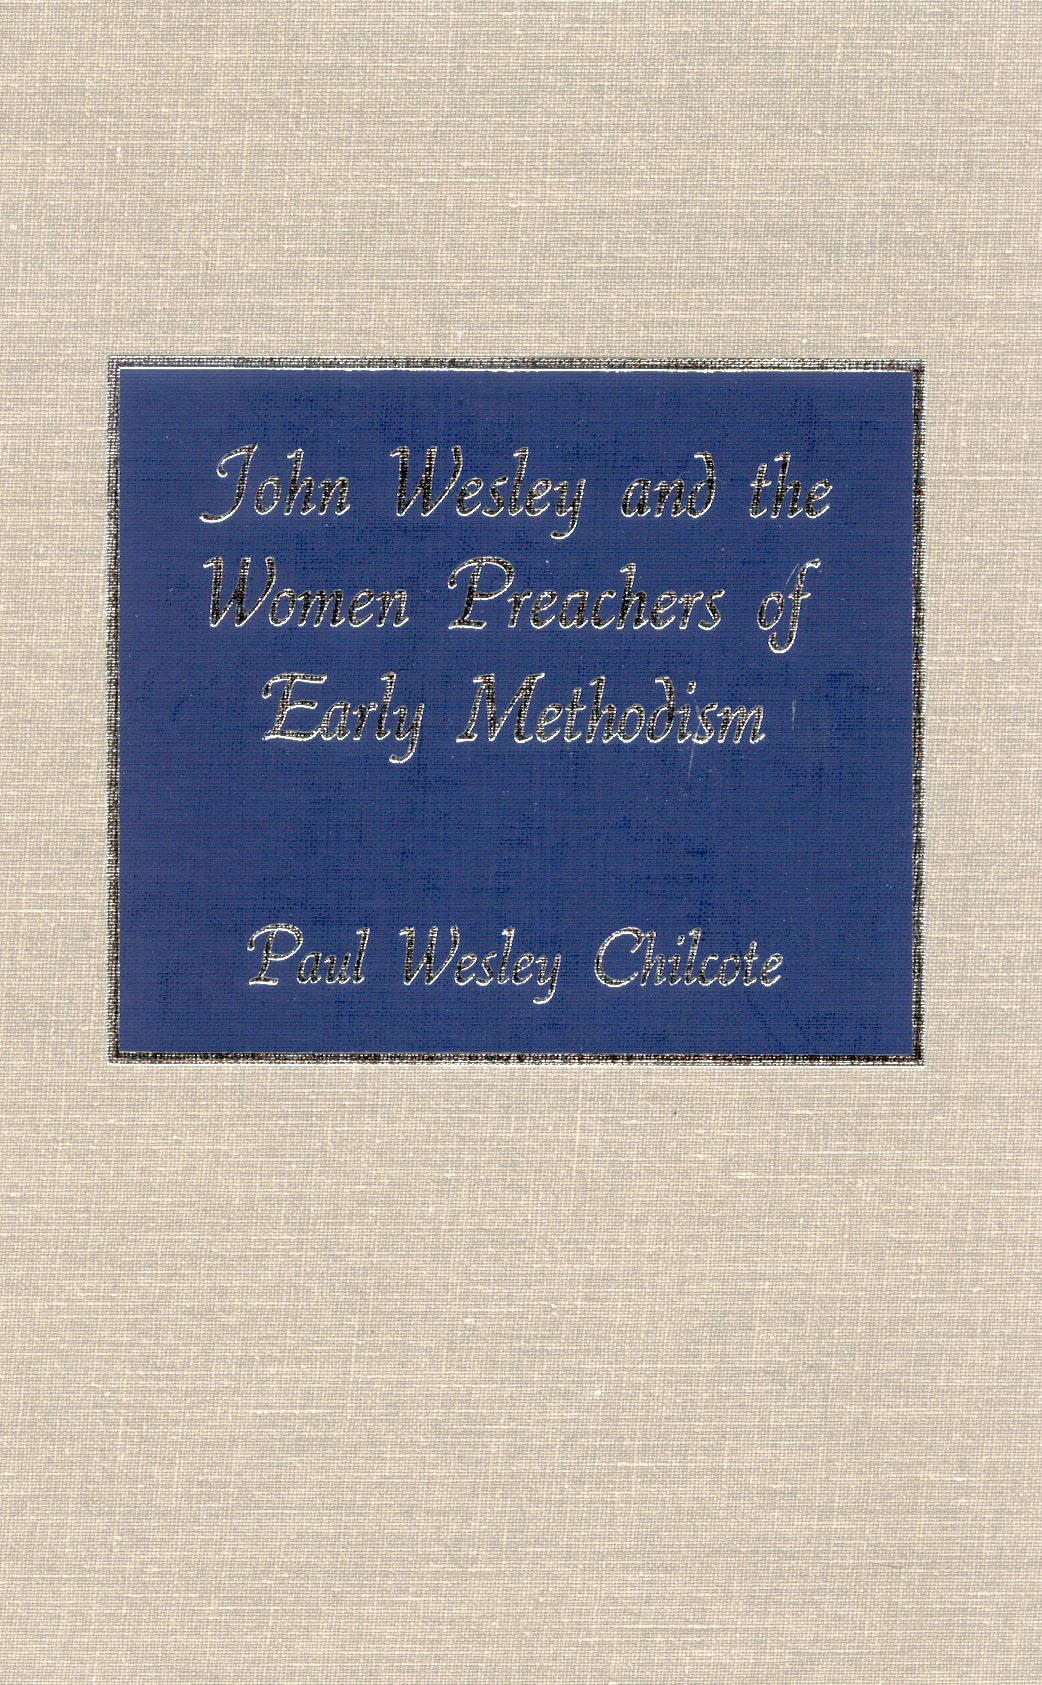 John Wesley and the
Women Preachers of
Early Methodism
Paul Wesley Chilcote